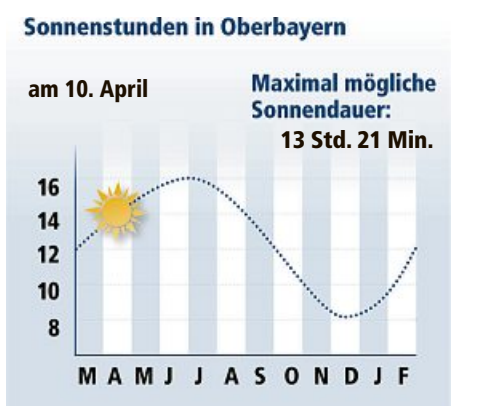 Sonnenstunden in Oberbayern
am 10. April
Maximal mögliche
Sonnendauer:
13 Std. 21 Min.
16
14
12
10
8
M A M J J A S O N D J F